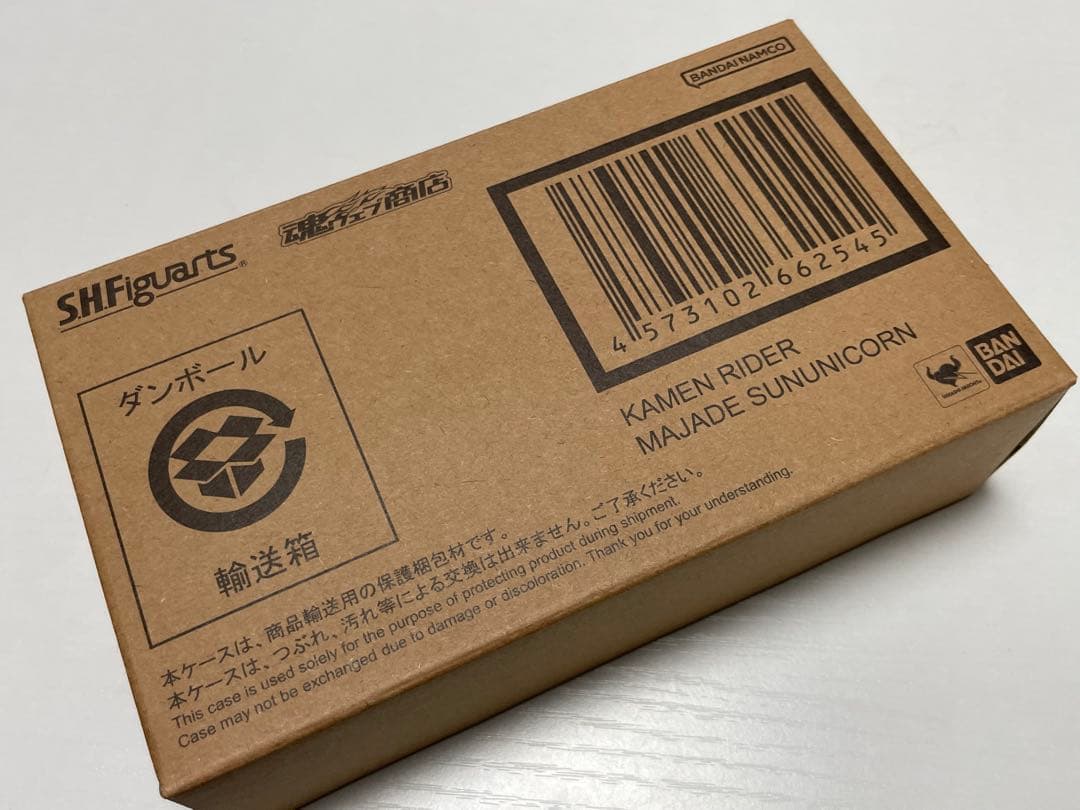 BANDAI NAMCO
魂ウェブ商店
S.H.Figuarts®
4 573102 662545
KAMEN RIDER
MAJADE SUNUNICORN
BAN
DAI
ダンボール
輸送箱
本ケースは、商品輸送用の保護梱包材です。
本ケースは、つぶれ、汚れ等による交換は出来ません。ご了承ください。
This case is used solely for the purpose of protecting product during shipment.
Case may not be exchanged due to damage or discoloration. Thank you for your understanding.